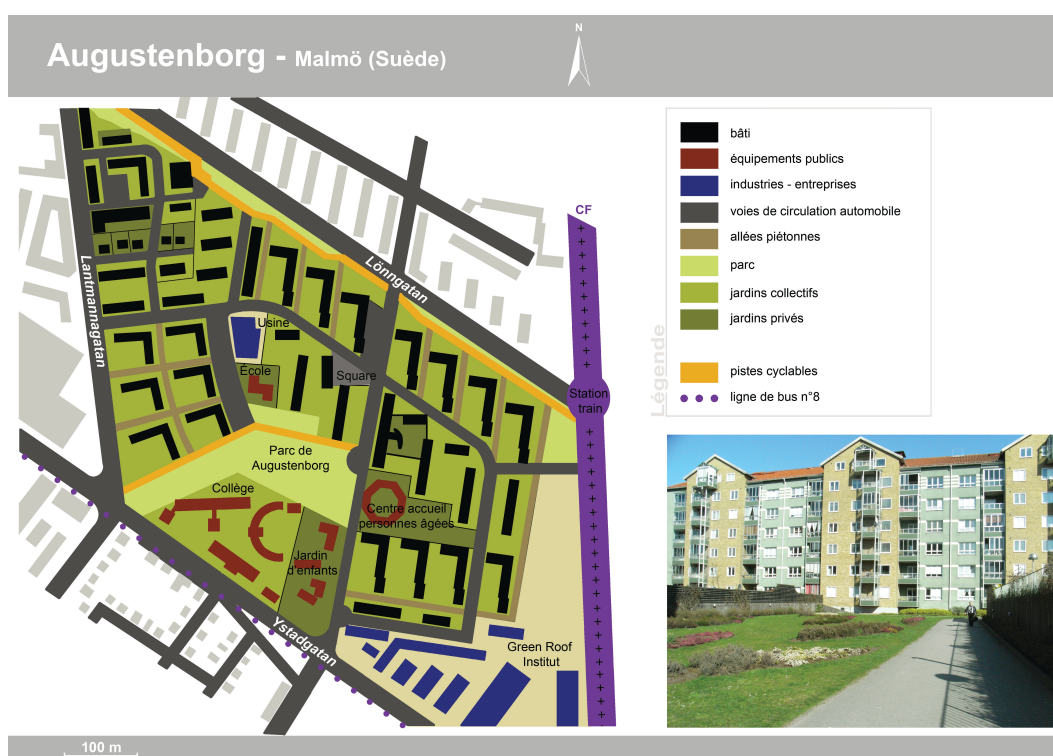 Augustenborg - Malmö (Suède)
N
CF
Lantmannagatan
Lönngatan
Usine
École
Square
Station
train
Parc de
Augustenborg
Collège
Centre accueil
personnes âgées
Jardin
d'enfants
Ystadgatan
Green Roof
Institut
100 m
Légende
bâti
équipements publics
industries - entreprises
voies de circulation automobile
allées piétonnes
parc
jardins collectifs
jardins privés
pistes cyclables
ligne de bus n°8